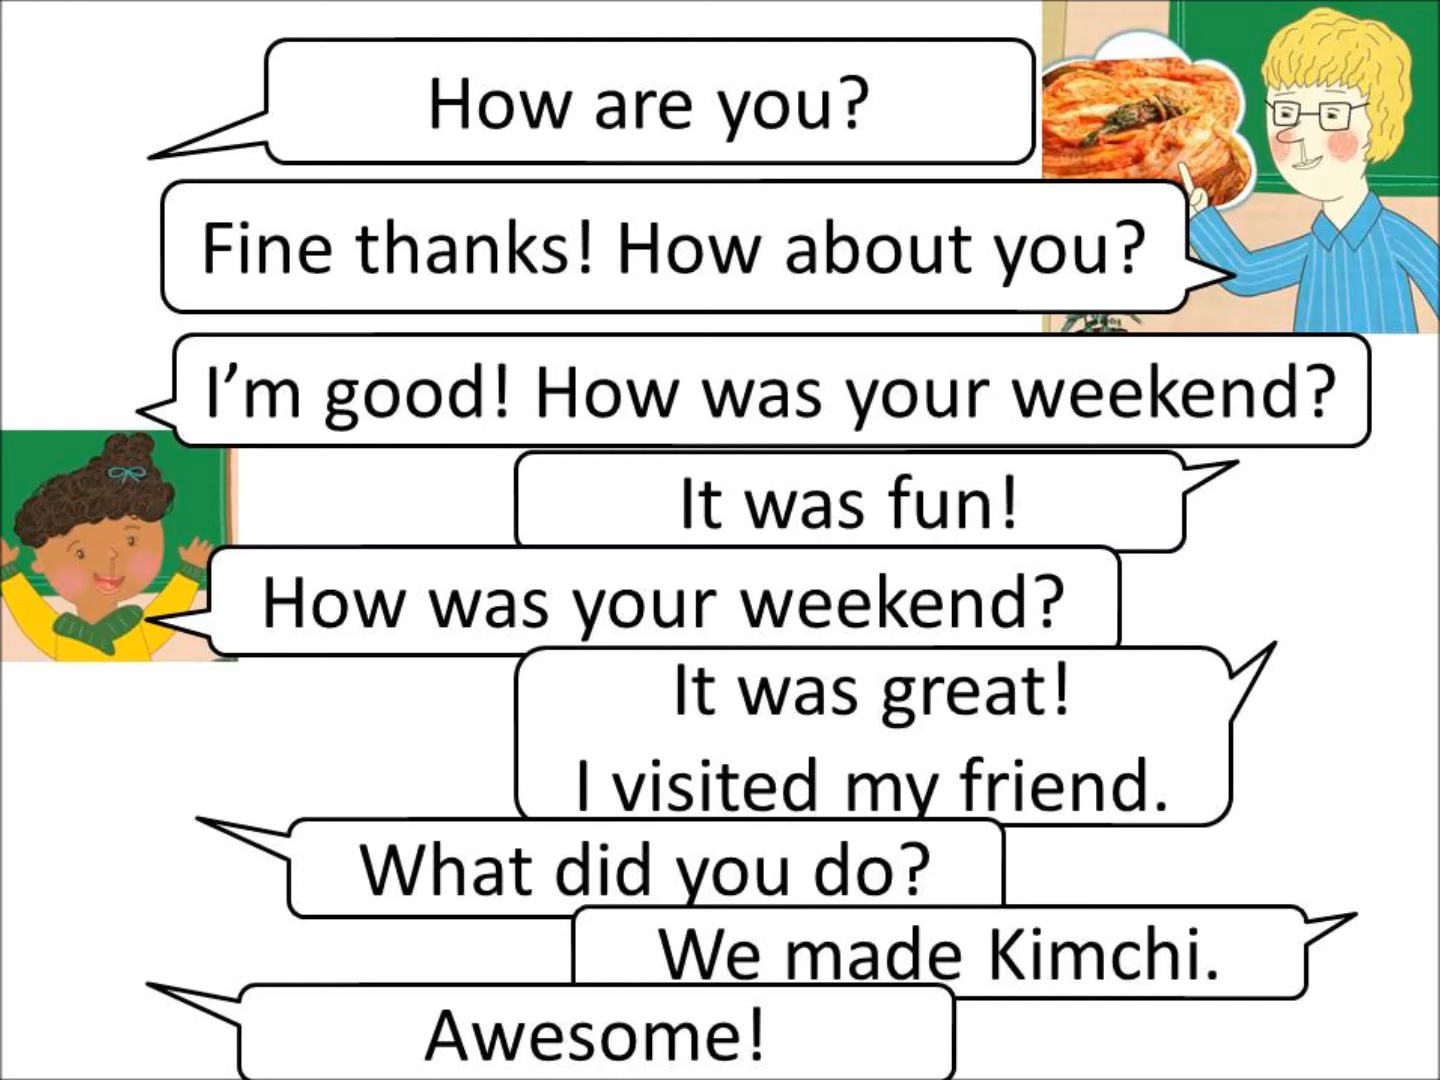 How are you?
Fine thanks! How about you?
I’m good! How was your weekend?
It was fun!
How was your weekend?
It was great!
I visited my friend.
What did you do?
We made Kimchi.
Awesome!